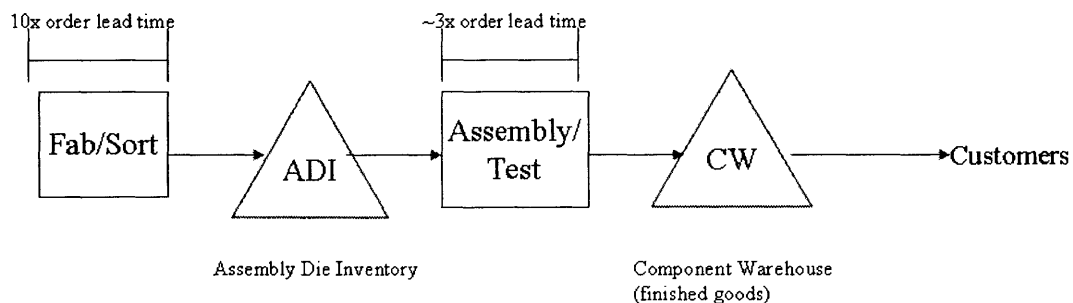 10x order lead time
~3x order lead time
Fab/Sort
ADI
Assembly/
Test
CW
Customers
Assembly Die Inventory
Component Warehouse
(finished goods)